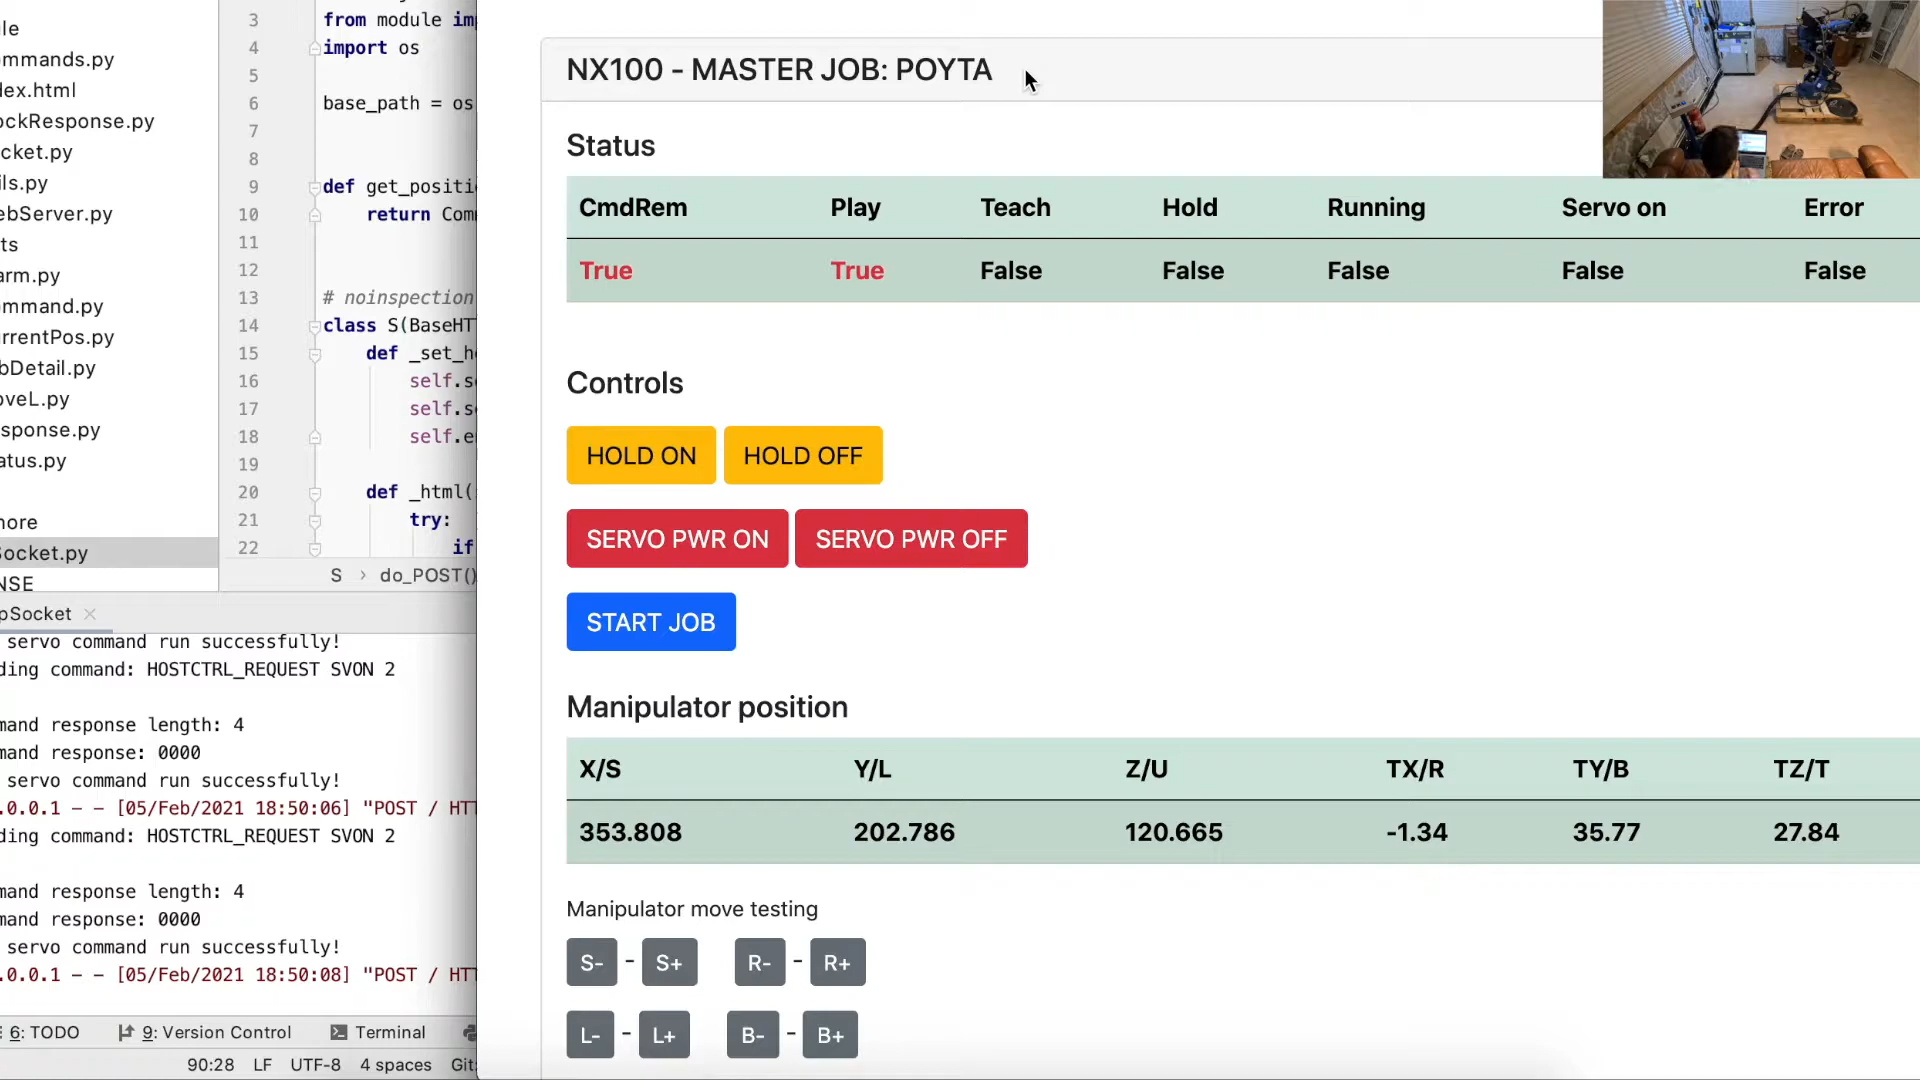 le
mmands.py
dex.html
ockResponse.py
cket.py
ils.py
ebServer.py
ts
arm.py
mmand.py
rrentPos.py
bDetail.py
oveL.py
sponse.py
atus.py
nore
Socket.py
NSE
3 from module im
4 import os
5
6 base_path = os
7
8
9 def get_positi
10 return Com
11
12
13 # noinspection
14 class S(BaseHT
15 def _set_h
16 self.s
17 self.s
18 self.e
19
20 def _html(
21 try:
22 if
S › do_POST()
pSocket ×
servo command run successfully!
ding command: HOSTCTRL_REQUEST SVON 2
mand response length: 4
mand response: 0000
servo command run successfully!
.0.0.1 - - [05/Feb/2021 18:50:06] "POST / HTT
ding command: HOSTCTRL_REQUEST SVON 2
mand response length: 4
mand response: 0000
servo command run successfully!
.0.0.1 - - [05/Feb/2021 18:50:08] "POST / HTT
6: TODO 9: Version Control Terminal
90:28 LF UTF-8 4 spaces Git:
NX100 - MASTER JOB: POYTA
Status
CmdRem Play Teach Hold Running Servo on Error
True True False False False False False
Controls
HOLD ON HOLD OFF
SERVO PWR ON SERVO PWR OFF
START JOB
Manipulator position
X/S Y/L Z/U TX/R TY/B TZ/T
353.808 202.786 120.665 -1.34 35.77 27.84
Manipulator move testing
S- - S+ R- - R+
L- - L+ B- - B+